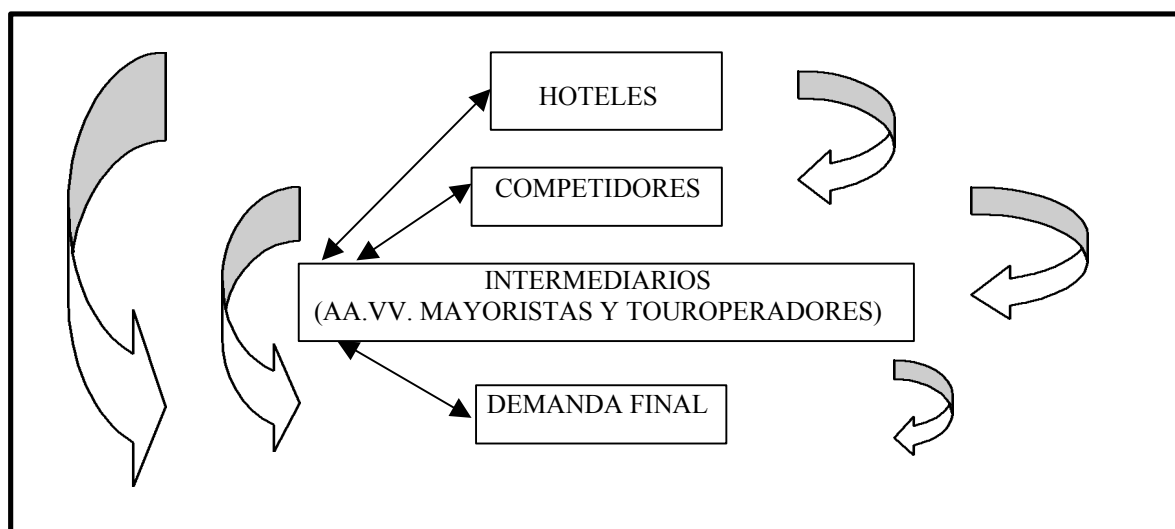 HOTELES
COMPETIDORES
INTERMEDIARIOS
(AA.VV. MAYORISTAS Y TOUROPERADORES)
DEMANDA FINAL